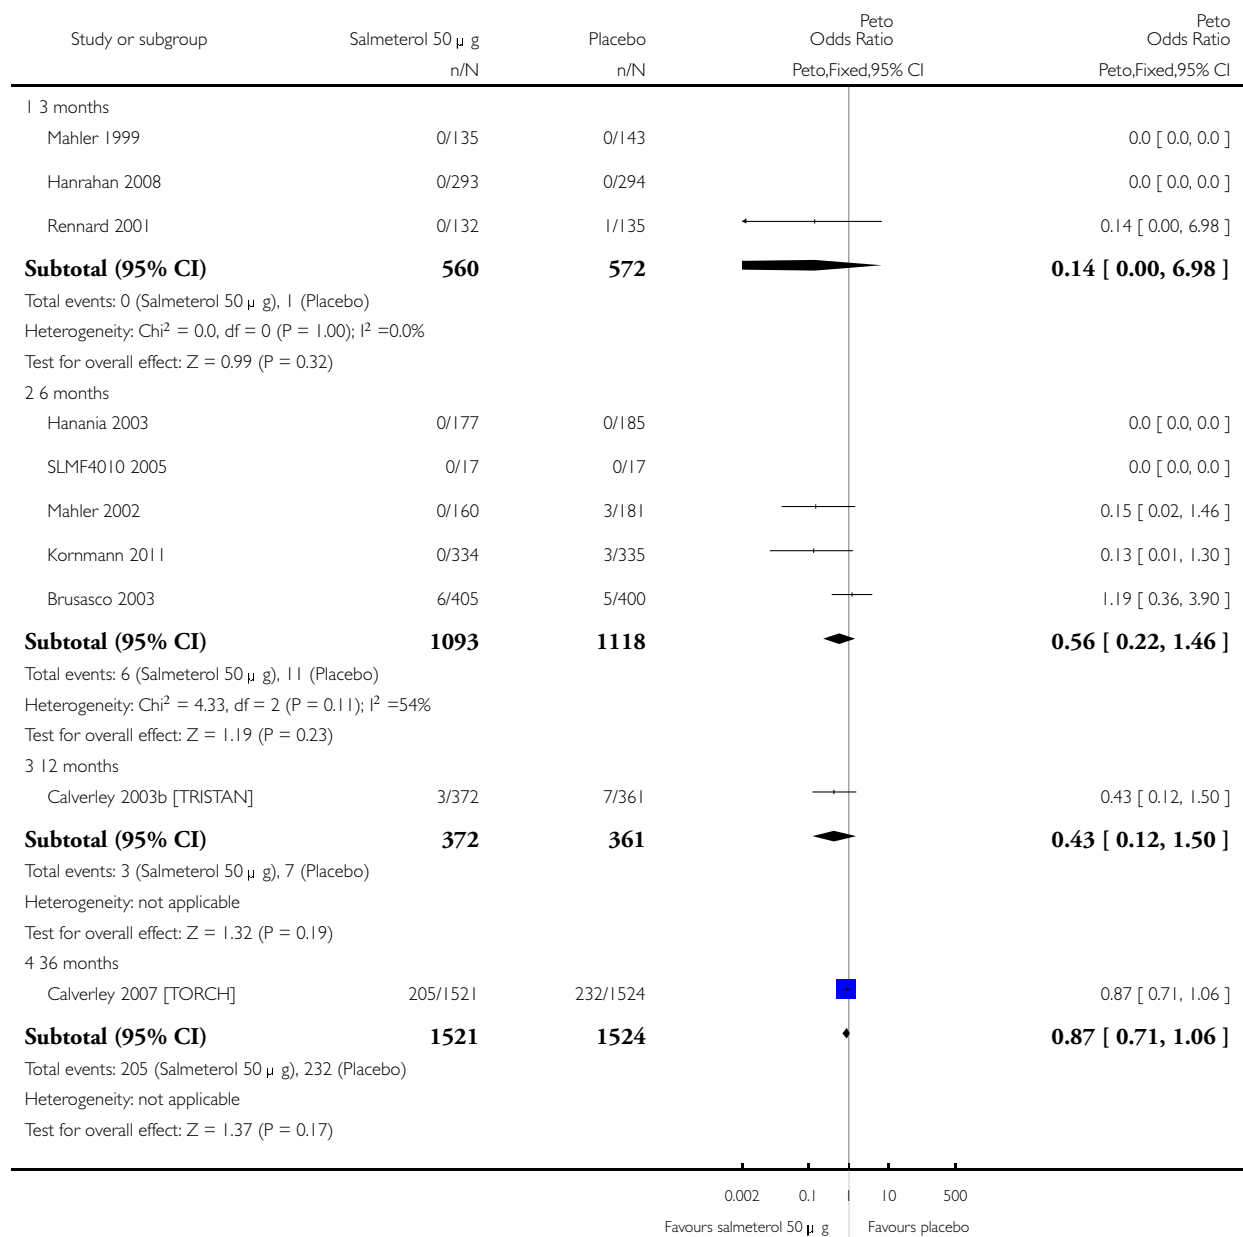 Peto Peto
Study or subgroup Salmeterol 50 μ g Placebo Odds Ratio Odds Ratio
n/N n/N Peto,Fixed,95% CI Peto,Fixed,95% CI
1 3 months
Mahler 1999 0/135 0/143 0.0 [ 0.0, 0.0 ]
Hanrahan 2008 0/293 0/294 0.0 [ 0.0, 0.0 ]
Rennard 2001 0/132 1/135 0.14 [ 0.00, 6.98 ]
Subtotal (95% CI) 560 572 0.14 [ 0.00, 6.98 ]
Total events: 0 (Salmeterol 50 μ g), 1 (Placebo)
Heterogeneity: Chi² = 0.0, df = 0 (P = 1.00); I² =0.0%
Test for overall effect: Z = 0.99 (P = 0.32)
2 6 months
Hanania 2003 0/177 0/185 0.0 [ 0.0, 0.0 ]
SLMF4010 2005 0/17 0/17 0.0 [ 0.0, 0.0 ]
Mahler 2002 0/160 3/181 0.15 [ 0.02, 1.46 ]
Kornmann 2011 0/334 3/335 0.13 [ 0.01, 1.30 ]
Brusasco 2003 6/405 5/400 1.19 [ 0.36, 3.90 ]
Subtotal (95% CI) 1093 1118 0.56 [ 0.22, 1.46 ]
Total events: 6 (Salmeterol 50 μ g), 11 (Placebo)
Heterogeneity: Chi² = 4.33, df = 2 (P = 0.11); I² =54%
Test for overall effect: Z = 1.19 (P = 0.23)
3 12 months
Calverley 2003b [TRISTAN] 3/372 7/361 0.43 [ 0.12, 1.50 ]
Subtotal (95% CI) 372 361 0.43 [ 0.12, 1.50 ]
Total events: 3 (Salmeterol 50 μ g), 7 (Placebo)
Heterogeneity: not applicable
Test for overall effect: Z = 1.32 (P = 0.19)
4 36 months
Calverley 2007 [TORCH] 205/1521 232/1524 0.87 [ 0.71, 1.06 ]
Subtotal (95% CI) 1521 1524 0.87 [ 0.71, 1.06 ]
Total events: 205 (Salmeterol 50 μ g), 232 (Placebo)
Heterogeneity: not applicable
Test for overall effect: Z = 1.37 (P = 0.17)
0.002 0.1 1 10 500
Favours salmeterol 50 μ g Favours placebo